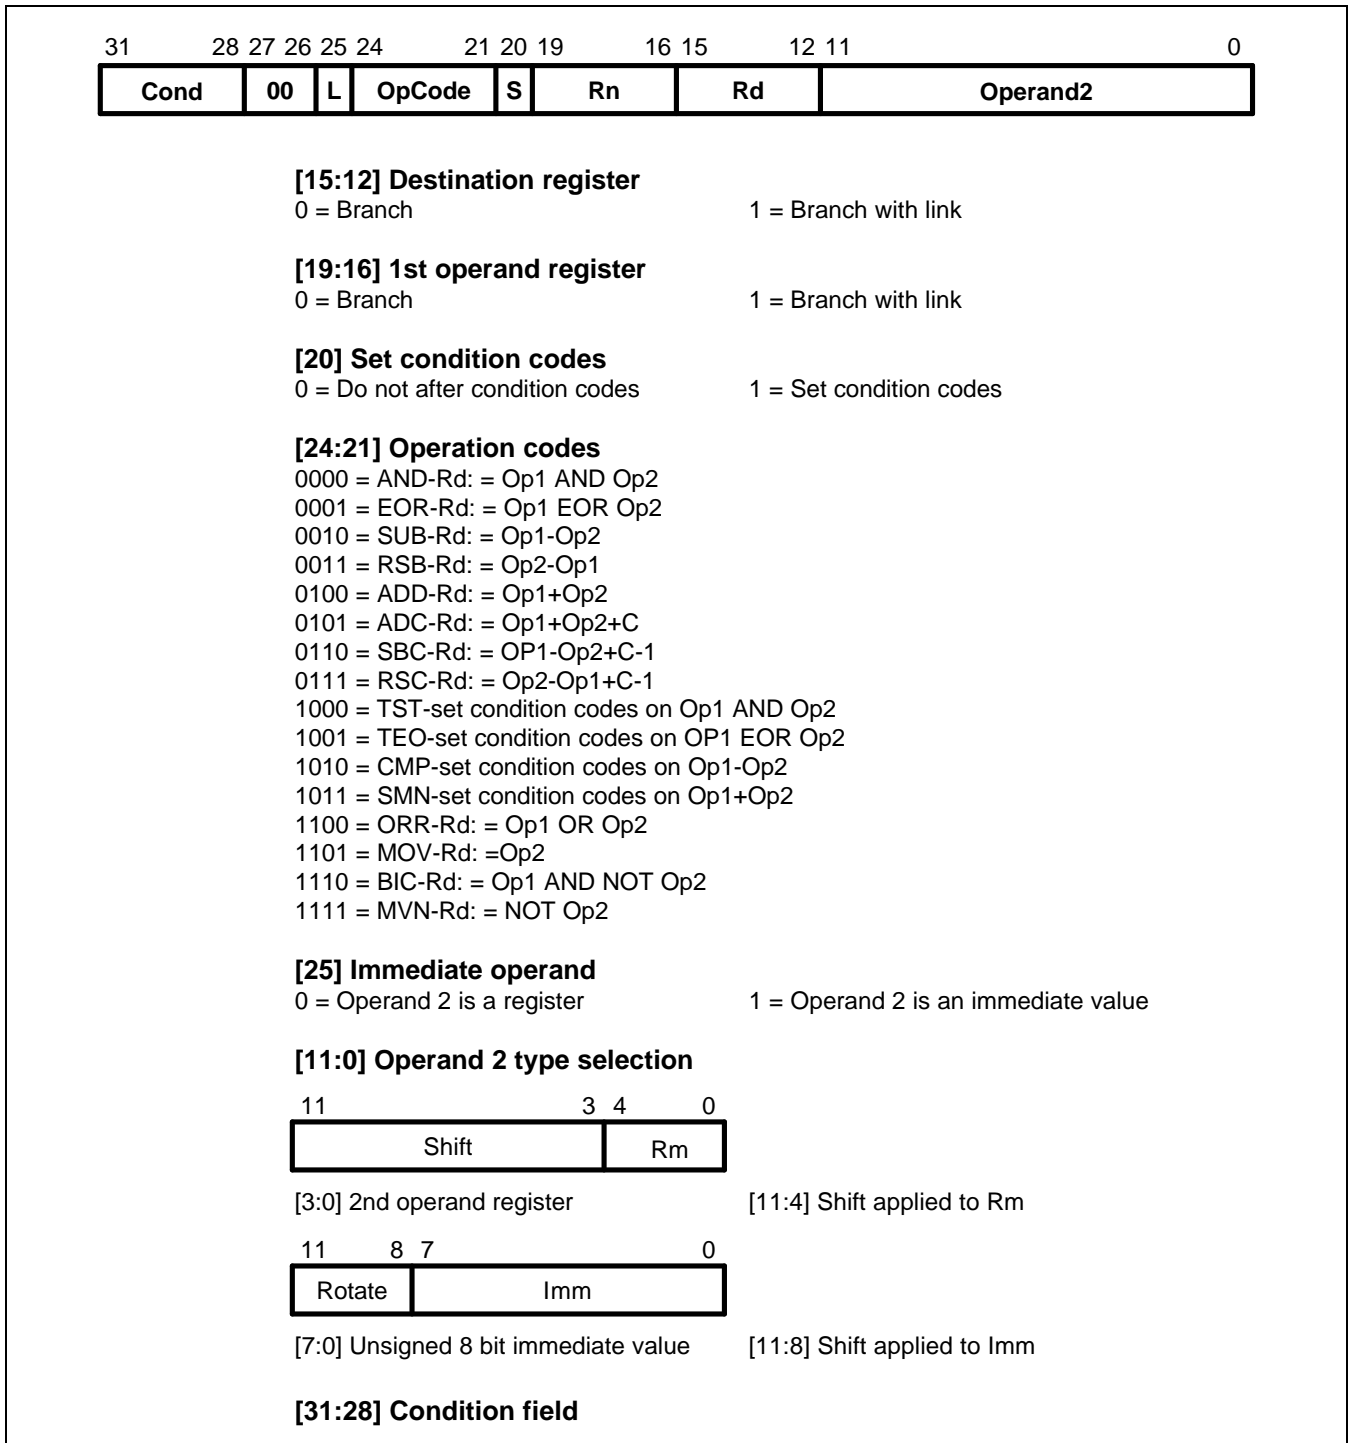 31 28 27 26 25 24 21 20 19 16 15 12 11 0
Cond 00 L OpCode S Rn Rd Operand2
[15:12] Destination register
0 = Branch 1 = Branch with link
[19:16] 1st operand register
0 = Branch 1 = Branch with link
[20] Set condition codes
0 = Do not after condition codes 1 = Set condition codes
[24:21] Operation codes
0000 = AND-Rd: = Op1 AND Op2
0001 = EOR-Rd: = Op1 EOR Op2
0010 = SUB-Rd: = Op1-Op2
0011 = RSB-Rd: = Op2-Op1
0100 = ADD-Rd: = Op1+Op2
0101 = ADC-Rd: = Op1+Op2+C
0110 = SBC-Rd: = OP1-Op2+C-1
0111 = RSC-Rd: = Op2-Op1+C-1
1000 = TST-set condition codes on Op1 AND Op2
1001 = TEO-set condition codes on OP1 EOR Op2
1010 = CMP-set condition codes on Op1-Op2
1011 = SMN-set condition codes on Op1+Op2
1100 = ORR-Rd: = Op1 OR Op2
1101 = MOV-Rd: =Op2
1110 = BIC-Rd: = Op1 AND NOT Op2
1111 = MVN-Rd: = NOT Op2
[25] Immediate operand
0 = Operand 2 is a register 1 = Operand 2 is an immediate value
[11:0] Operand 2 type selection
11 3 4 0
Shift Rm
[3:0] 2nd operand register [11:4] Shift applied to Rm
11 8 7 0
Rotate Imm
[7:0] Unsigned 8 bit immediate value [11:8] Shift applied to Imm
[31:28] Condition field